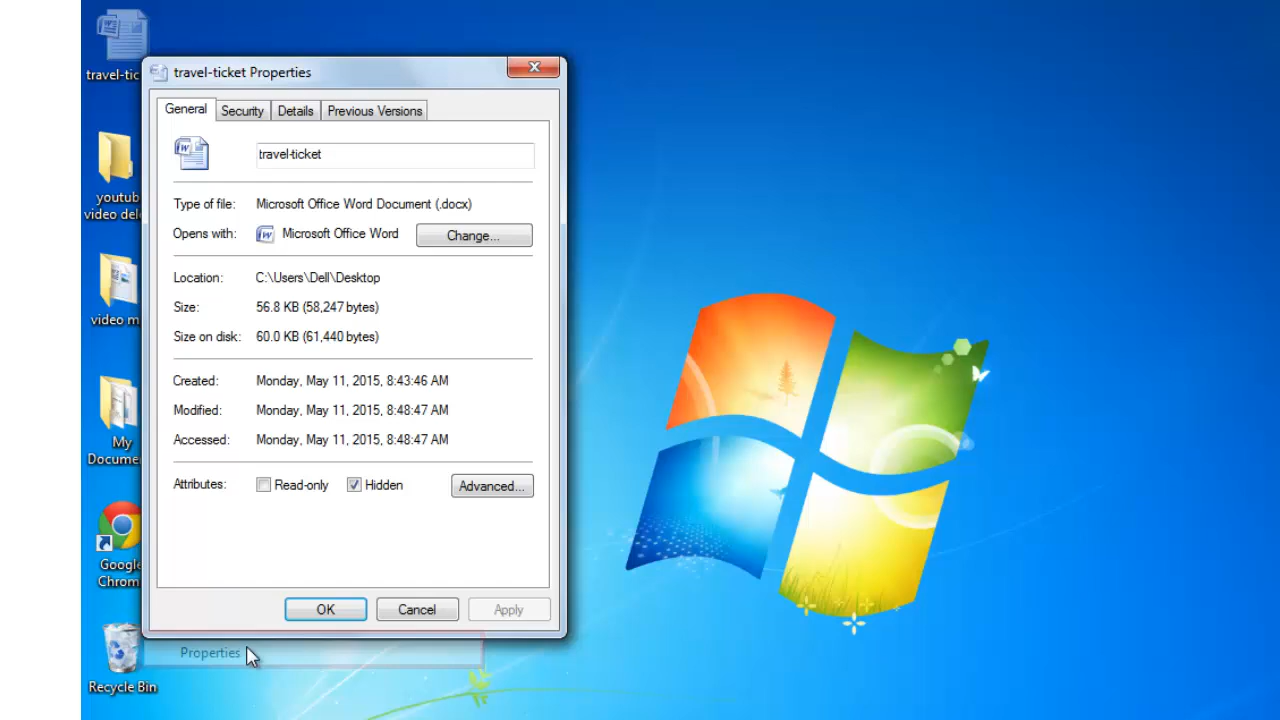 travel-tic
travel-ticket Properties
General Security Details Previous Versions
travel-ticket
Type of file: Microsoft Office Word Document (.docx)
Opens with: Microsoft Office Word Change...
Location: C:\Users\Dell\Desktop
Size: 56.8 KB (58,247 bytes)
Size on disk: 60.0 KB (61,440 bytes)
Created: Monday, May 11, 2015, 8:43:46 AM
Modified: Monday, May 11, 2015, 8:48:47 AM
Accessed: Monday, May 11, 2015, 8:48:47 AM
Attributes: Read-only Hidden Advanced...
OK Cancel Apply
Properties
youtub
video del
video m
My
Docume
Google
Chrom
Recycle Bin